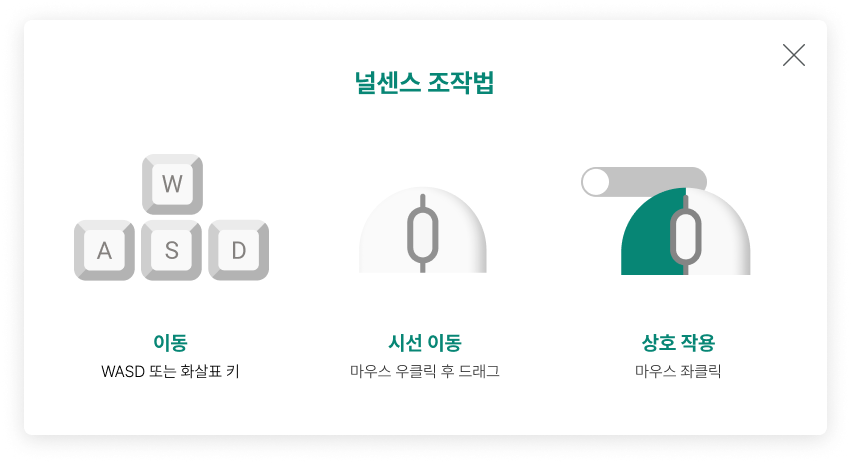 널센스 조작법
W
A S D
이동
WASD 또는 화살표 키
시선 이동
마우스 우클릭 후 드래그
상호 작용
마우스 좌클릭